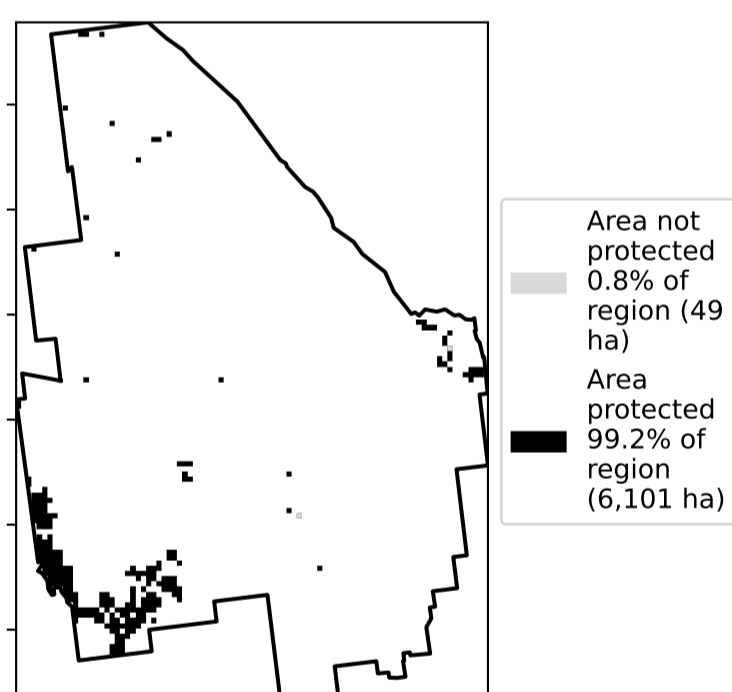 Area not
protected
0.8% of
region (49
ha)
Area
protected
99.2% of
region
(6,101 ha)